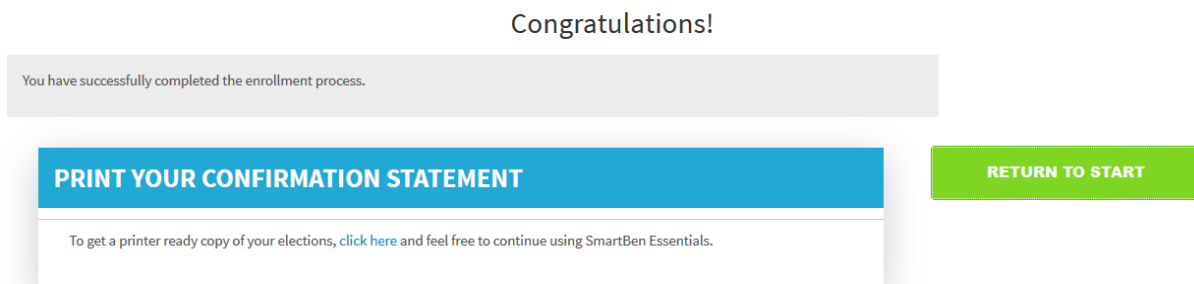 Congratulations!
You have successfully completed the enrollment process.
PRINT YOUR CONFIRMATION STATEMENT
RETURN TO START
To get a printer ready copy of your elections, click here and feel free to continue using SmartBen Essentials.